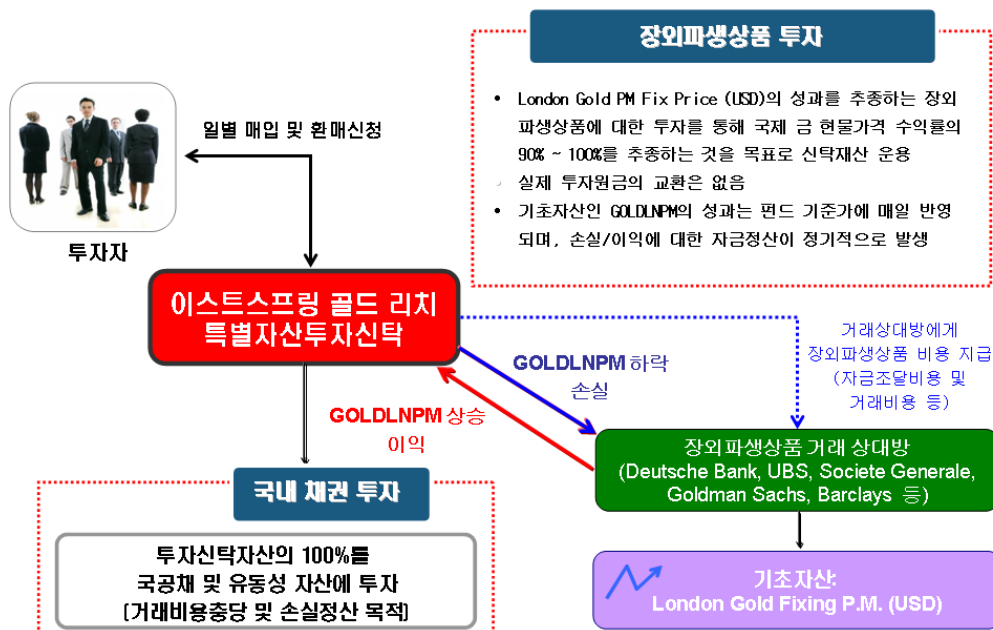 장외파생상품 투자
• London Gold PM Fix Price (USD)의 성과를 추종하는 장외
파생상품에 대한 투자를 통해 국제 금 현물가격 수익률의
90% ~ 100%를 추종하는 것을 목표로 신탁재산 운용
실제 투자원금의 교환은 없음
• 기초자산인 GOLDLNPM의 성과는 펀드 기준가에 매일 반영
되며, 손실/이익에 대한 자금정산이 정기적으로 발생
일별 매입 및 환매신청
투자자
이스트스프링 골드 리치
특별자산투자신탁
거래상대방에게
장외파생상품 비용 지급
(자금조달비용 및
거래비용 등)
GOLDLNPM 하락
손실
GOLDLNPM 상승
이익
장외파생상품 거래 상대방
(Deutsche Bank, UBS, Societe Generale,
Goldman Sachs, Barclays 등)
국내 채권 투자
투자신탁자산의 100%를
국공채 및 유동성 자산에 투자
(거래비용충당 및 손실정산 목적)
기초자산:
London Gold Fixing P.M. (USD)